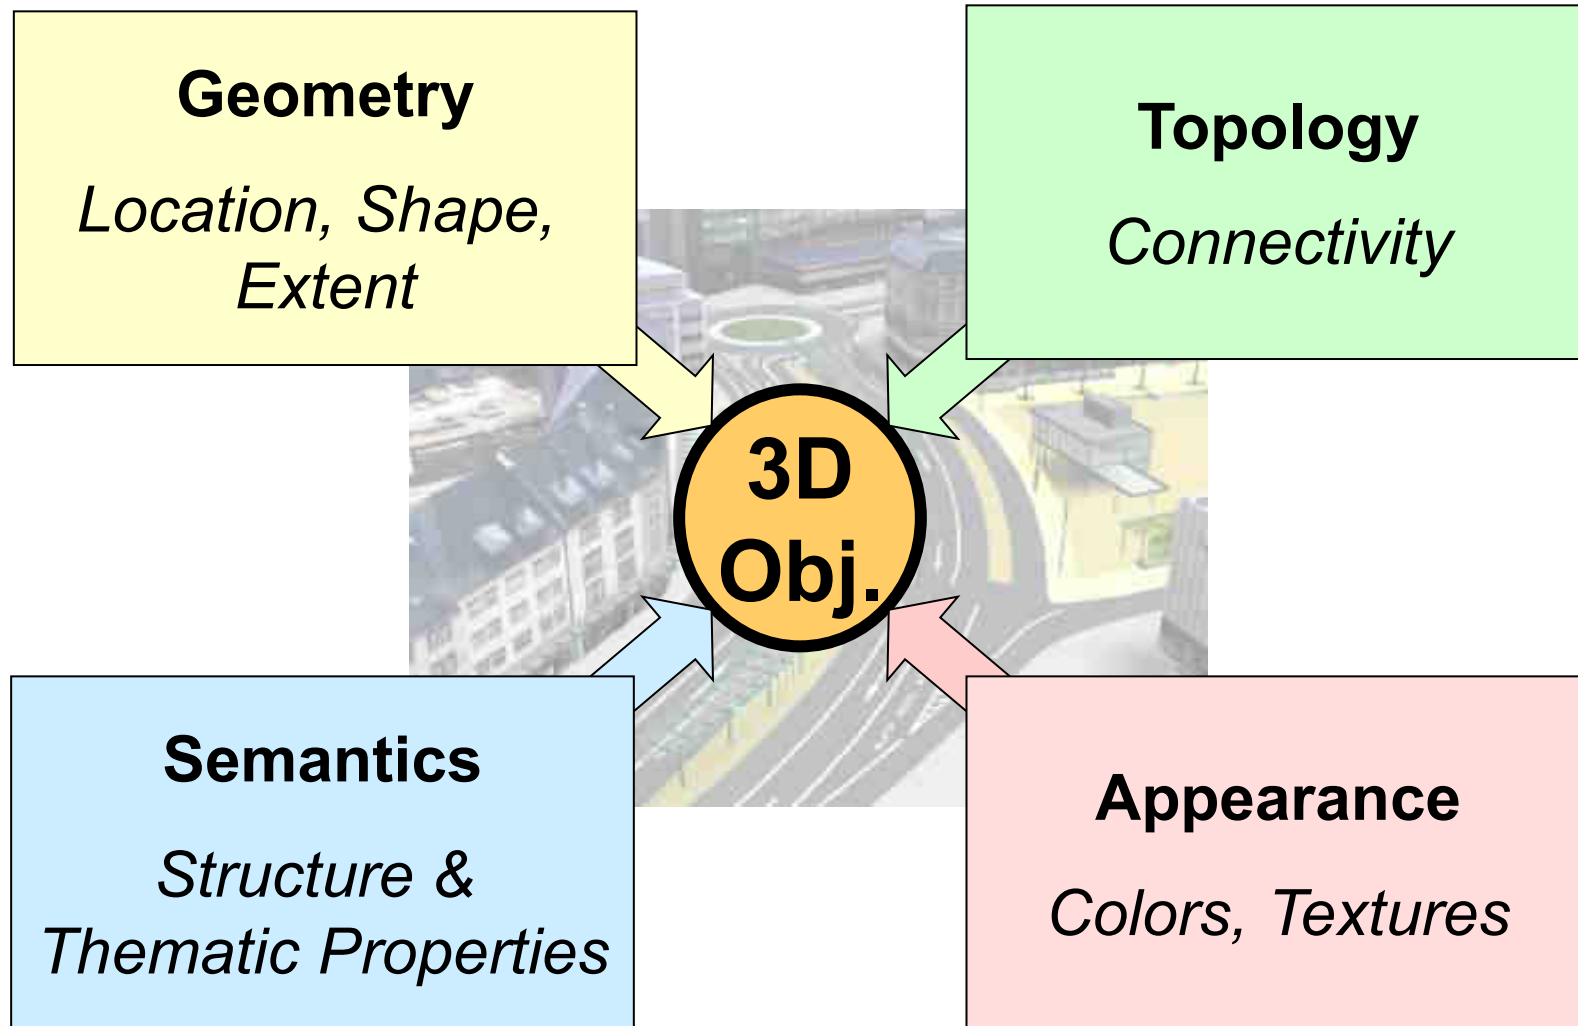 Geometry
Location, Shape,
Extent
Topology
Connectivity
3D
Obj.
Semantics
Structure &
Thematic Properties
Appearance
Colors, Textures